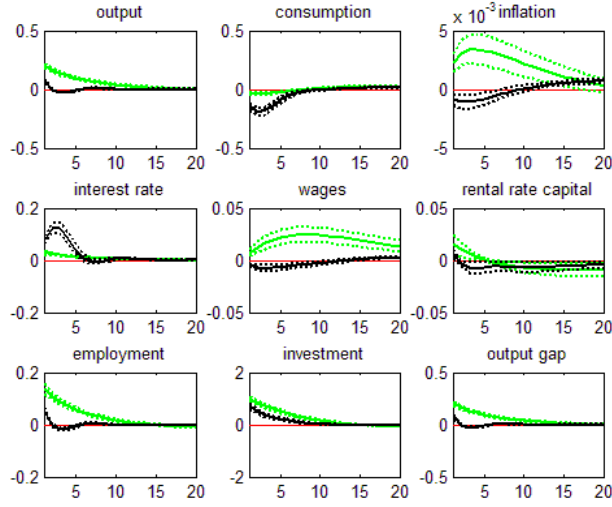 output
consumption
x 10⁻³ inflation
0.5
0
-0.5
5 10 15 20
0.5
0
-0.5
5 10 15 20
5
0
-5
5 10 15 20
interest rate
wages
rental rate capital
0.2
0
-0.2
5 10 15 20
0.05
0
-0.05
5 10 15 20
0.05
0
-0.05
5 10 15 20
employment
investment
output gap
0.2
0
-0.2
5 10 15 20
2
0
-2
5 10 15 20
0.5
0
-0.5
5 10 15 20